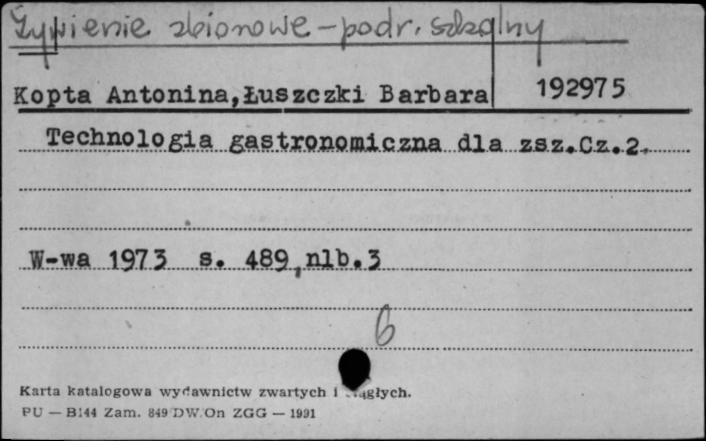 Żywienie zbiorowe - podr. szkolny
Kopta Antonina,Łuszczki Barbara 192975
Technologia gastronomiczna dla zsz.Cz.2.
W-wa 1973 s. 489,nlb.3
6
Karta katalogowa wydawnictw zwartych i ciągłych.
PU — B144 Zam. 849 DW.On ZGG — 1991